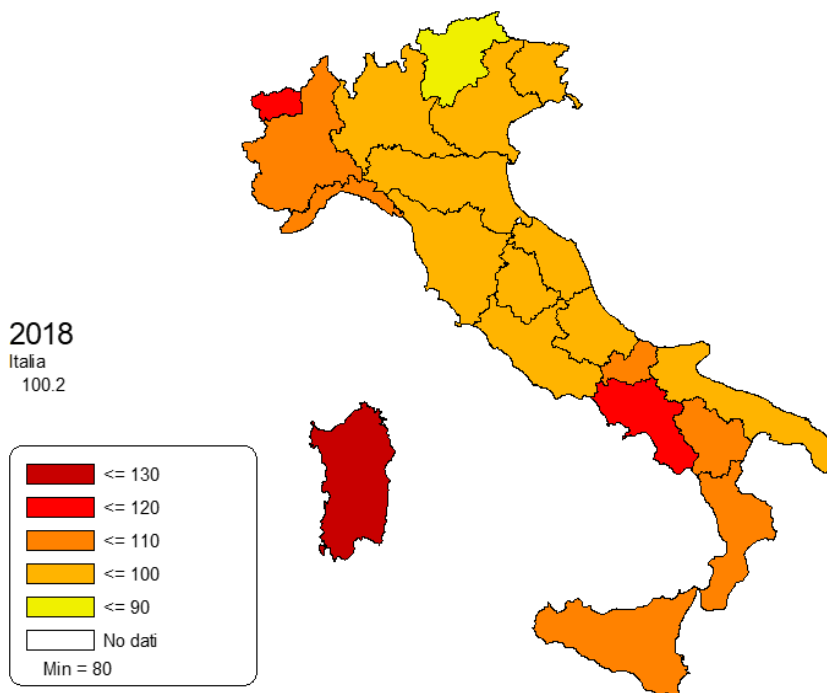 2018
Italia
100.2
<= 130
<= 120
<= 110
<= 100
<= 90
No dati
Min = 80